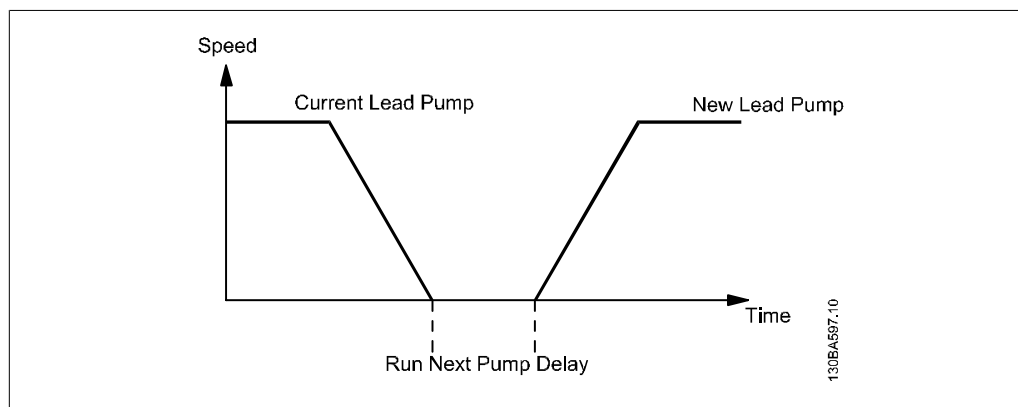 Speed
Current Lead Pump
New Lead Pump
Time
Run Next Pump Delay
130BA597.10